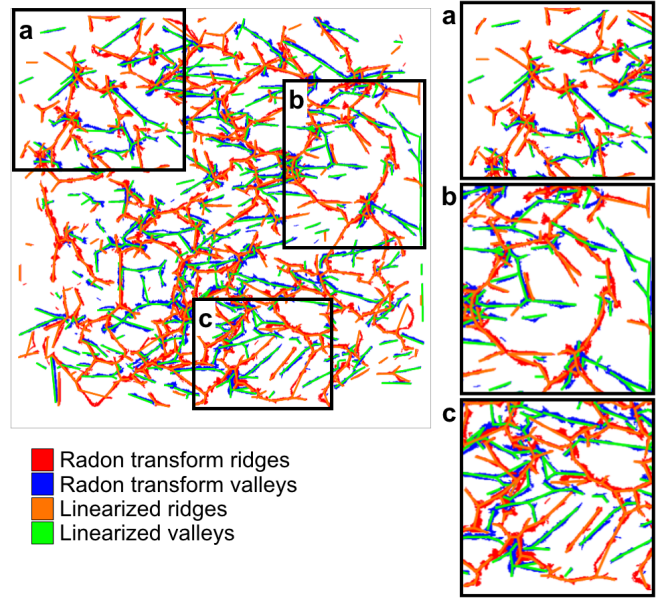 a
b
c
a
b
c
Radon transform ridges
Radon transform valleys
Linearized ridges
Linearized valleys